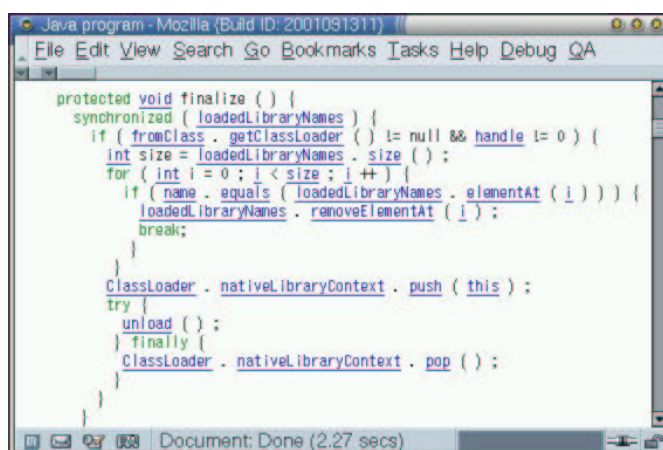 Java program - Mozilla {Build ID: 2001091311}
File Edit View Search Go Bookmarks Tasks Help Debug QA
protected void finalize ( ) {
synchronized ( loadedLibraryNames ) {
if ( fromClass . getClassLoader ( ) != null && handle != 0 ) {
int size = loadedLibraryNames . size ( ) ;
for ( int i = 0 ; i < size ; i ++ ) {
if ( name . equals ( loadedLibraryNames . elementAt ( i ) ) ) {
loadedLibraryNames . removeElementAt ( i ) ;
break;
}
}
ClassLoader . nativeLibraryContext . push ( this ) ;
try {
unload ( ) ;
} finally {
ClassLoader . nativeLibraryContext . pop ( ) ;
}
}
}
Document: Done (2.27 secs)